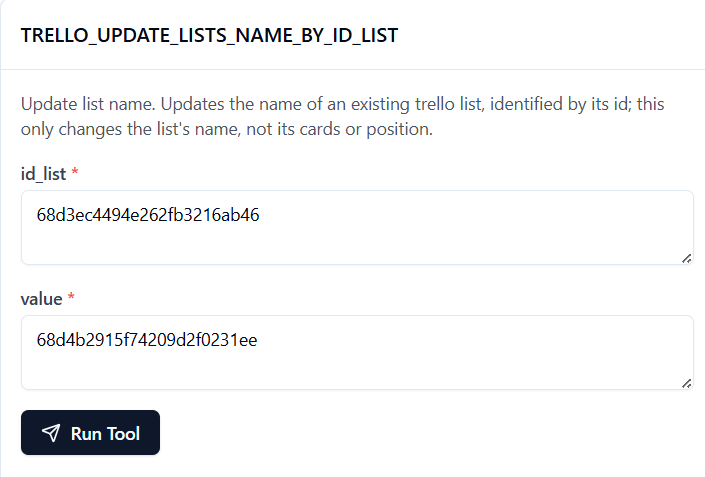 TRELLO_UPDATE_LISTS_NAME_BY_ID_LIST
Update list name. Updates the name of an existing trello list, identified by its id; this
only changes the list's name, not its cards or position.
id_list *
68d3ec4494e262fb3216ab46
value *
68d4b2915f74209d2f0231ee
Run Tool